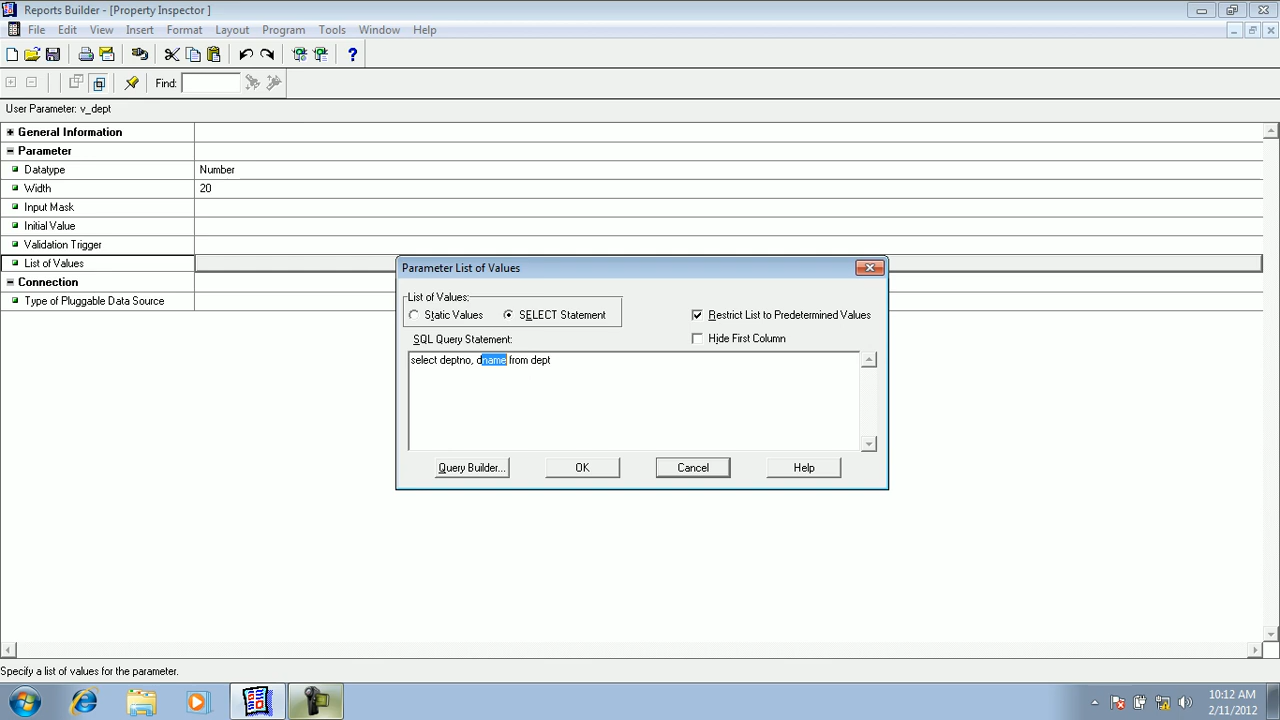 Reports Builder - [Property Inspector ]
File Edit View Insert Format Layout Program Tools Window Help
Find:
User Parameter: v_dept
General Information
Parameter
Datatype Number
Width 20
Input Mask
Initial Value
Validation Trigger
List of Values
Connection
Type of Pluggable Data Source
Parameter List of Values
List of Values:
Static Values SELECT Statement
Restrict List to Predetermined Values
SQL Query Statement:
Hide First Column
select deptno, dname from dept
Query Builder... OK Cancel Help
Specify a list of values for the parameter.
10:12 AM
2/11/2012